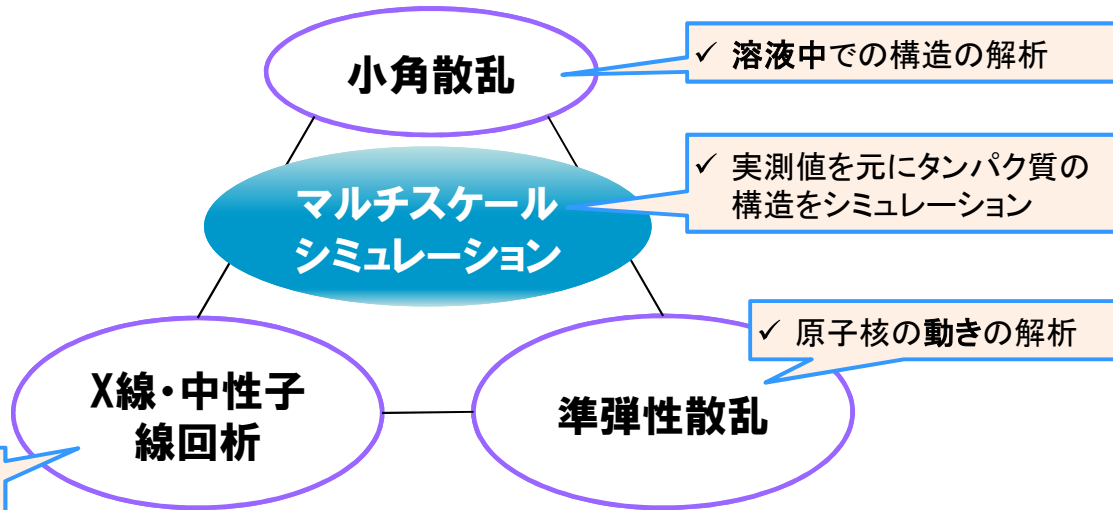 小角散乱
✓ 溶液中での構造の解析
✓ 実測値を元にタンパク質の
構造をシミュレーション
マルチスケール
シミュレーション
✓ 原子核の動きの解析
X線・中性子
線回析
準弾性散乱